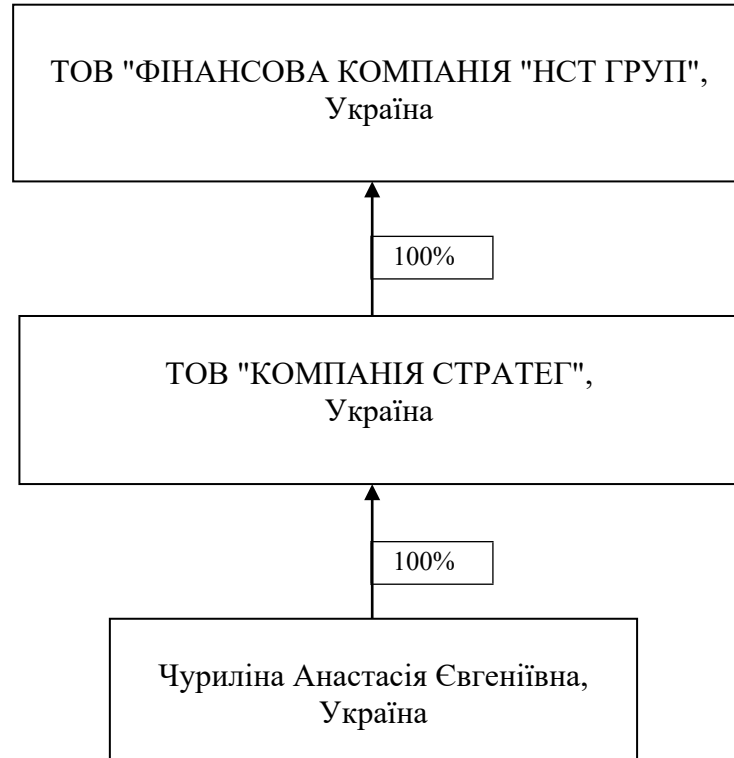 ТОВ "ФІНАНСОВА КОМПАНІЯ "НСТ ГРУП",
Україна
100%
ТОВ "КОМПАНІЯ СТРАТЕГ",
Україна
100%
Чуриліна Анастасія Євгеніївна,
Україна